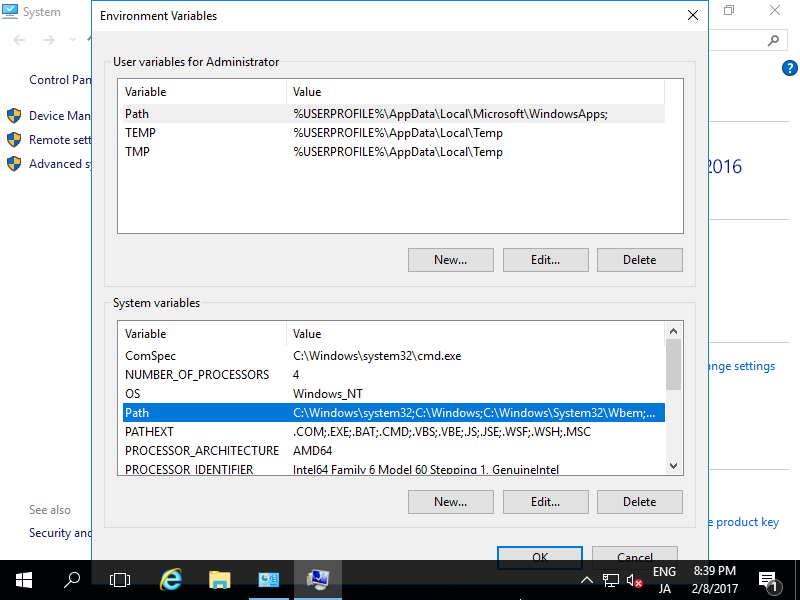 System
Environment Variables
Control Pan
Device Man
Remote sett
Advanced sy
See also
Security and
User variables for Administrator
Variable Value
Path %USERPROFILE%\AppData\Local\Microsoft\WindowsApps;
TEMP %USERPROFILE%\AppData\Local\Temp
TMP %USERPROFILE%\AppData\Local\Temp
New... Edit... Delete
System variables
Variable Value
ComSpec C:\Windows\system32\cmd.exe
NUMBER_OF_PROCESSORS 4
OS Windows_NT
Path C:\Windows\system32;C:\Windows;C:\Windows\System32\Wbem;...
PATHEXT .COM;.EXE;.BAT;.CMD;.VBS;.VBE;.JS;.JSE;.WSF;.WSH;.MSC
PROCESSOR_ARCHITECTURE AMD64
PROCESSOR_IDENTIFIER Intel64 Family 6 Model 60 Stepping 1, GenuineIntel
New... Edit... Delete
OK Cancel
?
2016
nge settings
e product key
ENG
JA
8:39 PM
2/8/2017
1